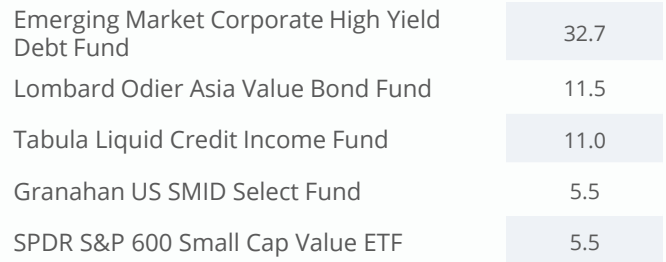 Emerging Market Corporate High Yield
Debt Fund 32.7
Lombard Odier Asia Value Bond Fund 11.5
Tabula Liquid Credit Income Fund 11.0
Granahan US SMID Select Fund 5.5
SPDR S&P 600 Small Cap Value ETF 5.5